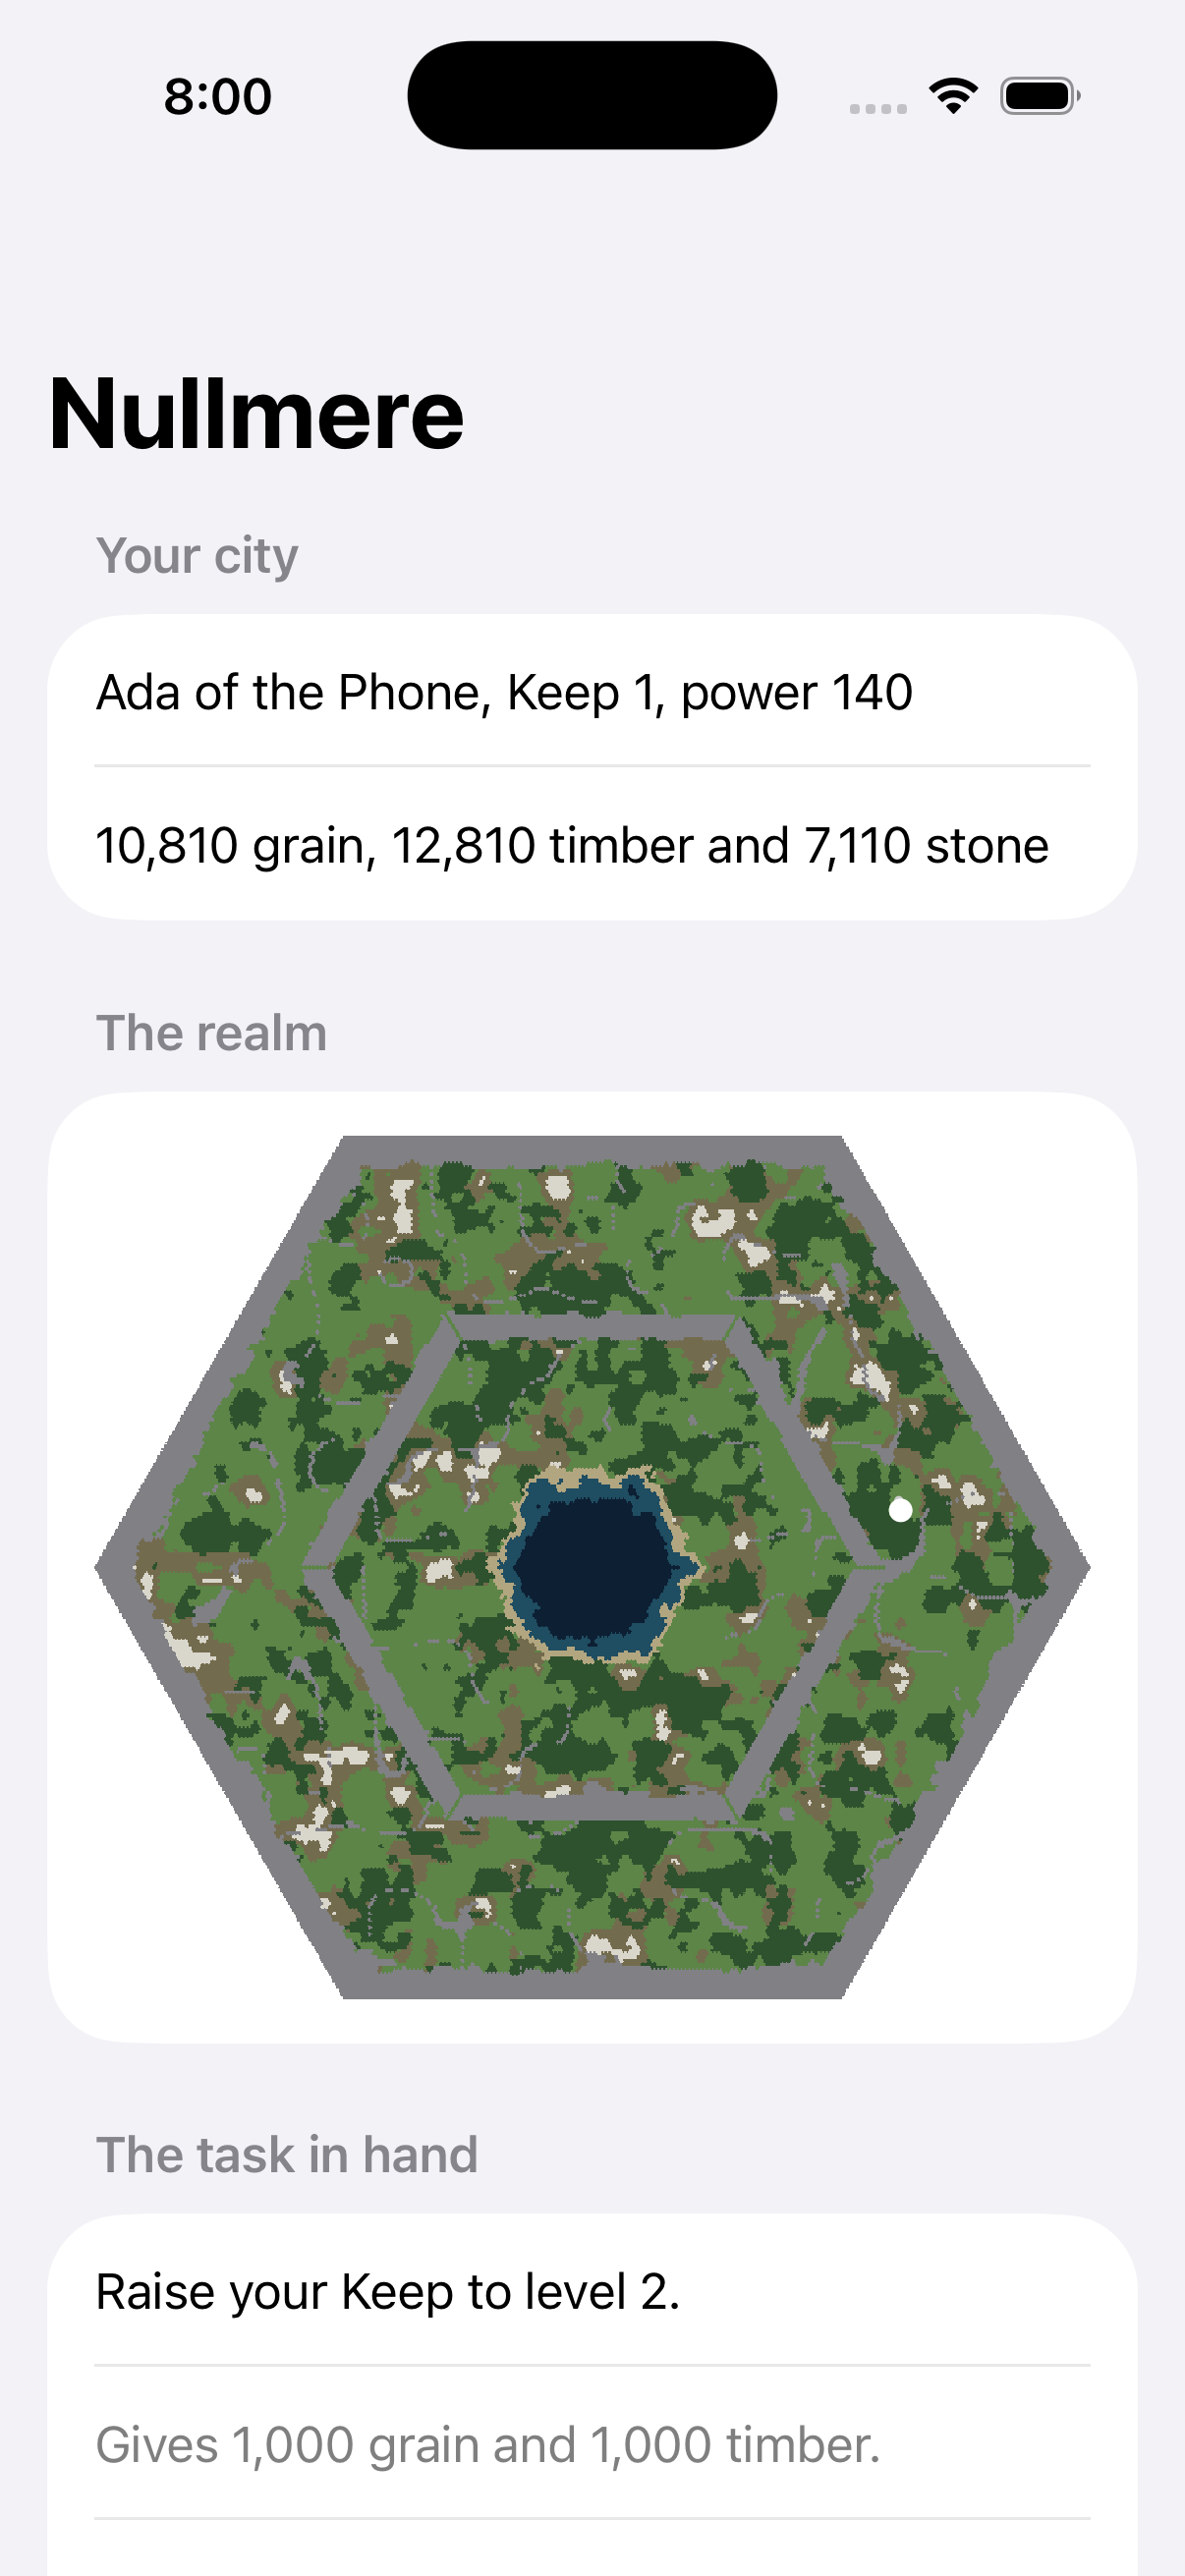 8:00
Nullmere
Your city
Ada of the Phone, Keep 1, power 140
10,810 grain, 12,810 timber and 7,110 stone
The realm
The task in hand
Raise your Keep to level 2.
Gives 1,000 grain and 1,000 timber.